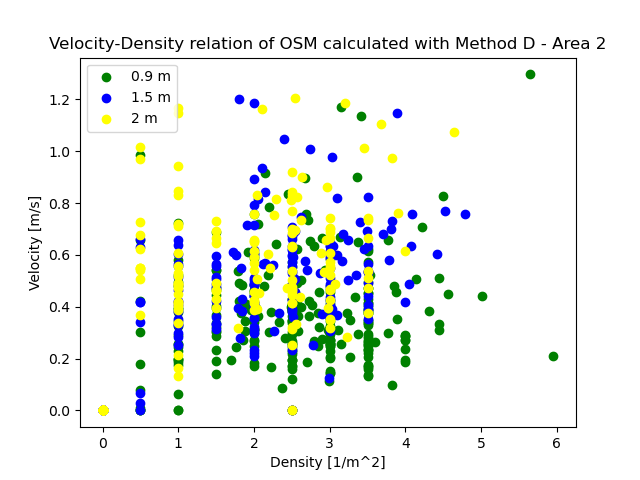 Velocity-Density relation of OSM calculated with Method D - Area 2
0.9 m
1.5 m
2 m
1.2
1.0
0.8
0.6
0.4
0.2
0.0
Velocity [m/s]
0 1 2 3 4 5 6
Density [1/m^2]